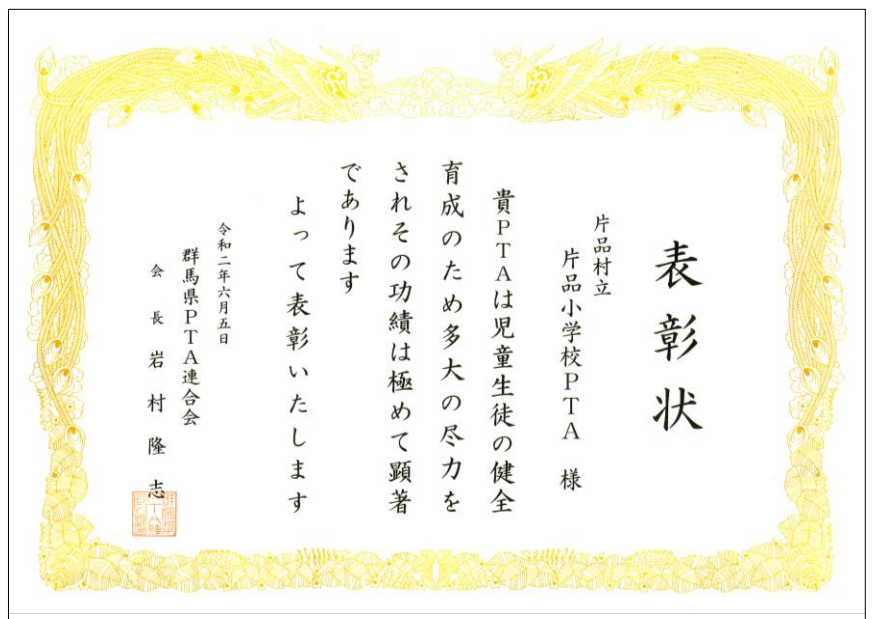 表彰状
片品村立
片品小学校PTA 様
貴PTAは児童生徒の健全
育成のため多大の尽力を
されその功績は極めて顕著
であります
よって表彰いたします
令和二年六月五日
群馬県PTA連合会
会長 岩村隆志